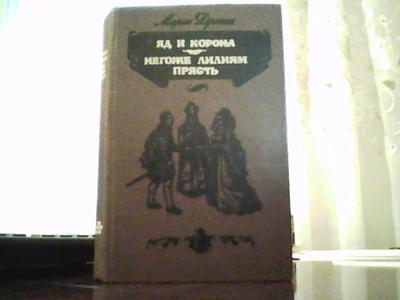 Морис Дрюон
ЯД И КОРОНА
НЕГОЖЕ ЛИЛИЯМ
ПРЯСТЬ